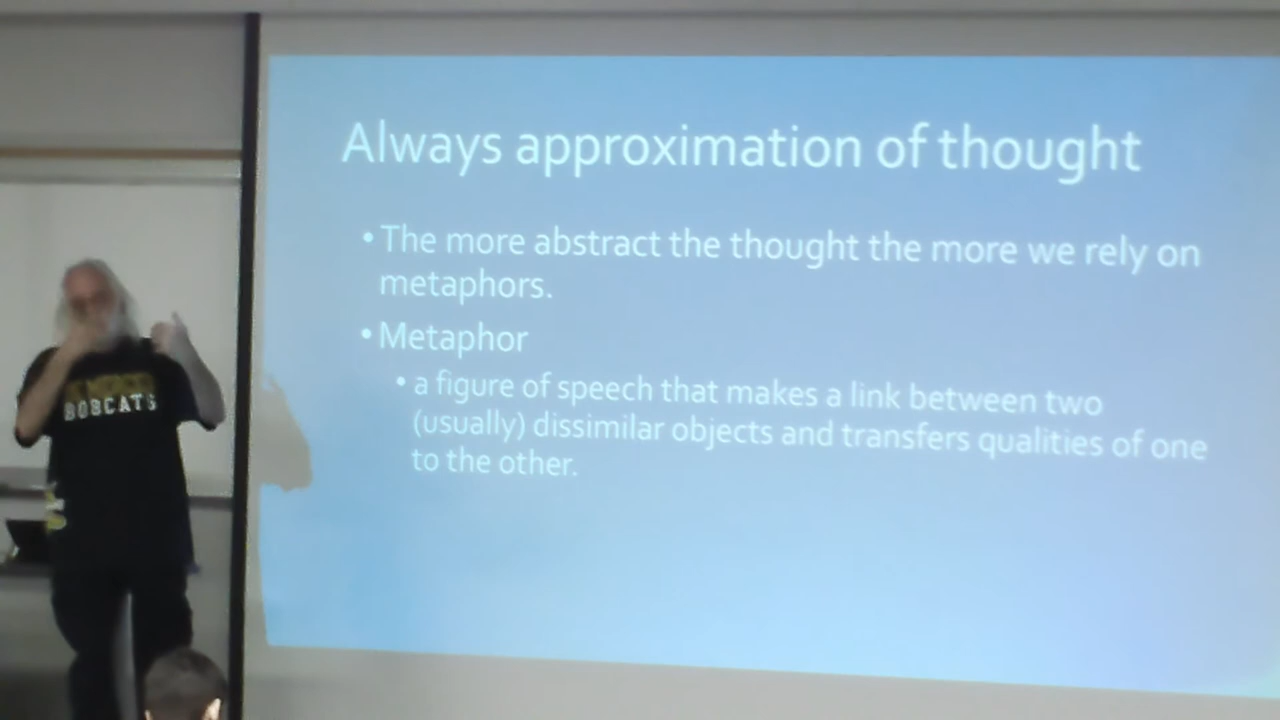 Always approximation of thought
• The more abstract the thought the more we rely on
metaphors.
• Metaphor
• a figure of speech that makes a link between two
(usually) dissimilar objects and transfers qualities of one
to the other.
BOBCATS